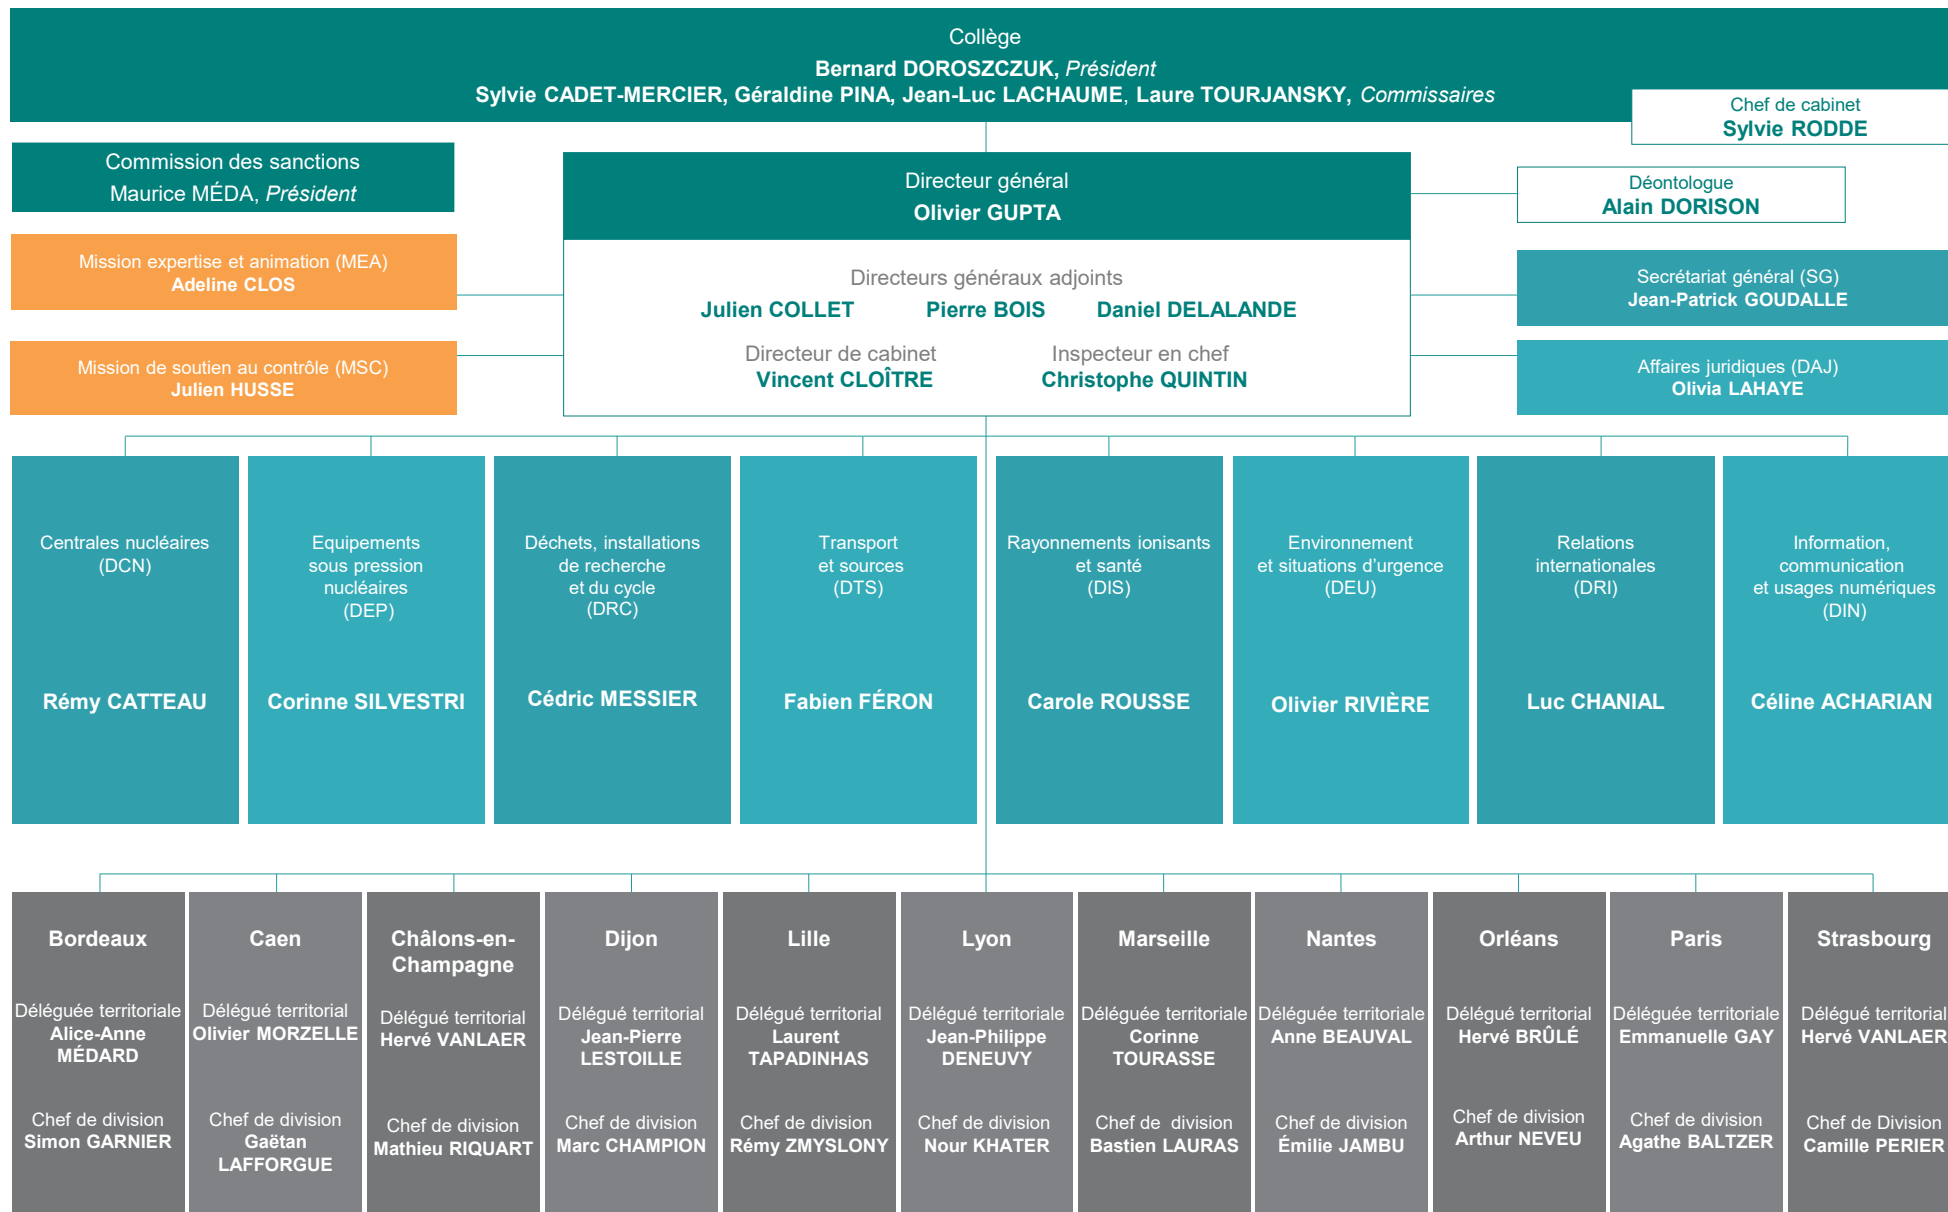 Collège
Bernard DOROSZCZUK, Président
Sylvie CADET-MERCIER, Géraldine PINA, Jean-Luc LACHAUME, Laure TOURJANSKY, Commissaires
Chef de cabinet
Sylvie RODDE
Commission des sanctions
Maurice MÉDA, Président
Directeur général
Olivier GUPTA
Déontologue
Alain DORISON
Mission expertise et animation (MEA)
Adeline CLOS
Mission de soutien au contrôle (MSC)
Julien HUSSE
Directeurs généraux adjoints
Julien COLLET
Pierre BOIS
Daniel DELALANDE
Directeur de cabinet
Vincent CLOÎTRE
Inspecteur en chef
Christophe QUINTIN
Secrétariat général (SG)
Jean-Patrick GOUDALLE
Affaires juridiques (DAJ)
Olivia LAHAYE
Centrales nucléaires
(DCN)
Rémy CATTEAU
Equipements
sous pression
nucléaires
(DEP)
Corinne SILVESTRI
Déchets, installations
de recherche
et du cycle
(DRC)
Cédric MESSIER
Transport
et sources
(DTS)
Fabien FÉRON
Rayonnements ionisants
et santé
(DIS)
Carole ROUSSE
Environnement
et situations d'urgence
(DEU)
Olivier RIVIÈRE
Relations
internationales
(DRI)
Luc CHANIAL
Information,
communication
et usages numériques
(DIN)
Céline ACHARIAN
Bordeaux
Déléguée territoriale
Alice-Anne
MÉDARD
Chef de division
Simon GARNIER
Caen
Délégué territorial
Olivier MORZELLE
Chef de division
Gaëtan
LAFFORGUE
Châlons-en-
Champagne
Délégué territorial
Hervé VANLAER
Chef de division
Mathieu RIQUART
Dijon
Délégué territorial
Jean-Pierre
LESTOILLE
Chef de division
Marc CHAMPION
Lille
Délégué territorial
Laurent
TAPADINHAS
Chef de division
Rémy ZMYSLONY
Lyon
Délégué territoriale
Jean-Philippe
DENEUVY
Chef de division
Nour KHATER
Marseille
Déléguée territoriale
Corinne
TOURASSE
Chef de division
Bastien LAURAS
Nantes
Déléguée territoriale
Anne BEAUVAL
Chef de division
Émilie JAMBU
Orléans
Délégué territorial
Hervé BRÛLÉ
Chef de division
Arthur NEVEU
Paris
Déléguée territoriale
Emmanuelle GAY
Chef de division
Agathe BALTZER
Strasbourg
Délégué territorial
Hervé VANLAER
Chef de Division
Camille PERIER